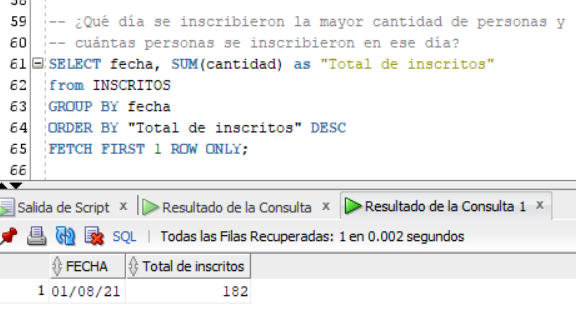 58
59 -- ¿Qué día se inscribieron la mayor cantidad de personas y
60 -- cuántas personas se inscribieron en ese día?
61 SELECT fecha, SUM(cantidad) as "Total de inscritos"
62 from INSCRITOS
63 GROUP BY fecha
64 ORDER BY "Total de inscritos" DESC
65 FETCH FIRST 1 ROW ONLY;
66
Salida de Script x Resultado de la Consulta x Resultado de la Consulta 1 x
SQL | Todas las Filas Recuperadas: 1 en 0.002 segundos
FECHA Total de inscritos
1 01/08/21 182